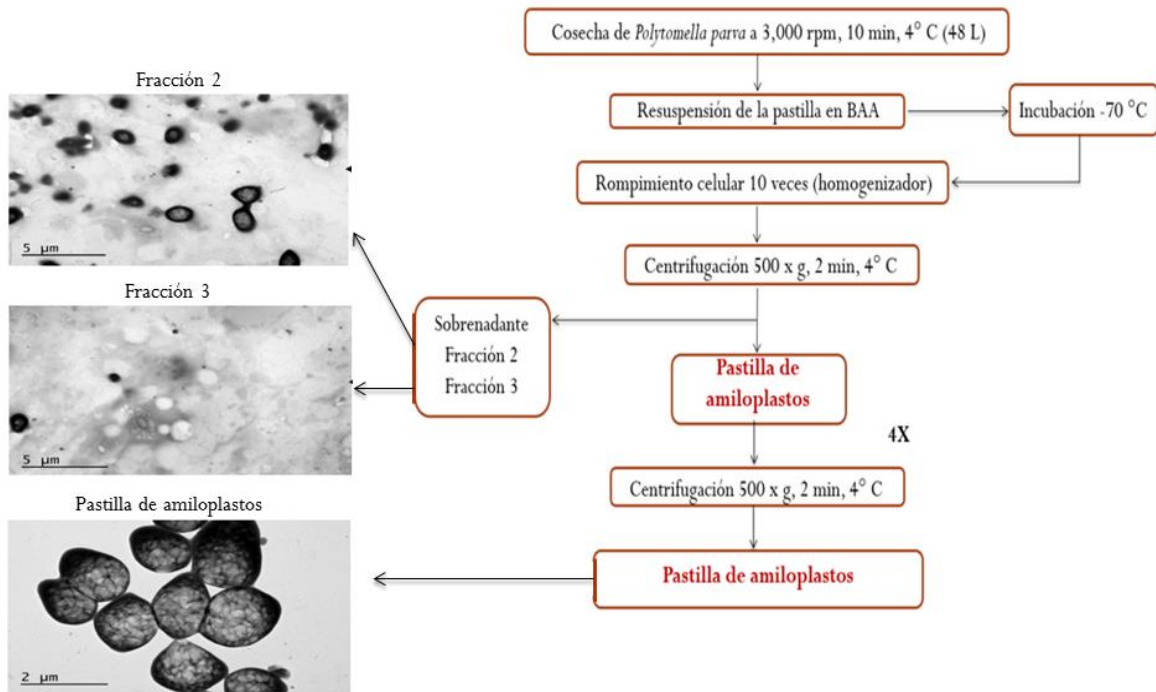 Cosecha de Polytomella parva a 3,000 rpm, 10 min, 4° C (48 L)
Resuspensión de la pastilla en BAA
Incubación -70 °C
Rompimiento celular 10 veces (homogenizador)
Centrifugación 500 x g, 2 min, 4° C
Sobrenadante
Fracción 2
Fracción 3
Pastilla de
amiloplastos
4X
Centrifugación 500 x g, 2 min, 4° C
Pastilla de amiloplastos
Fracción 2
5 µm
Fracción 3
5 µm
Pastilla de amiloplastos
2 µm